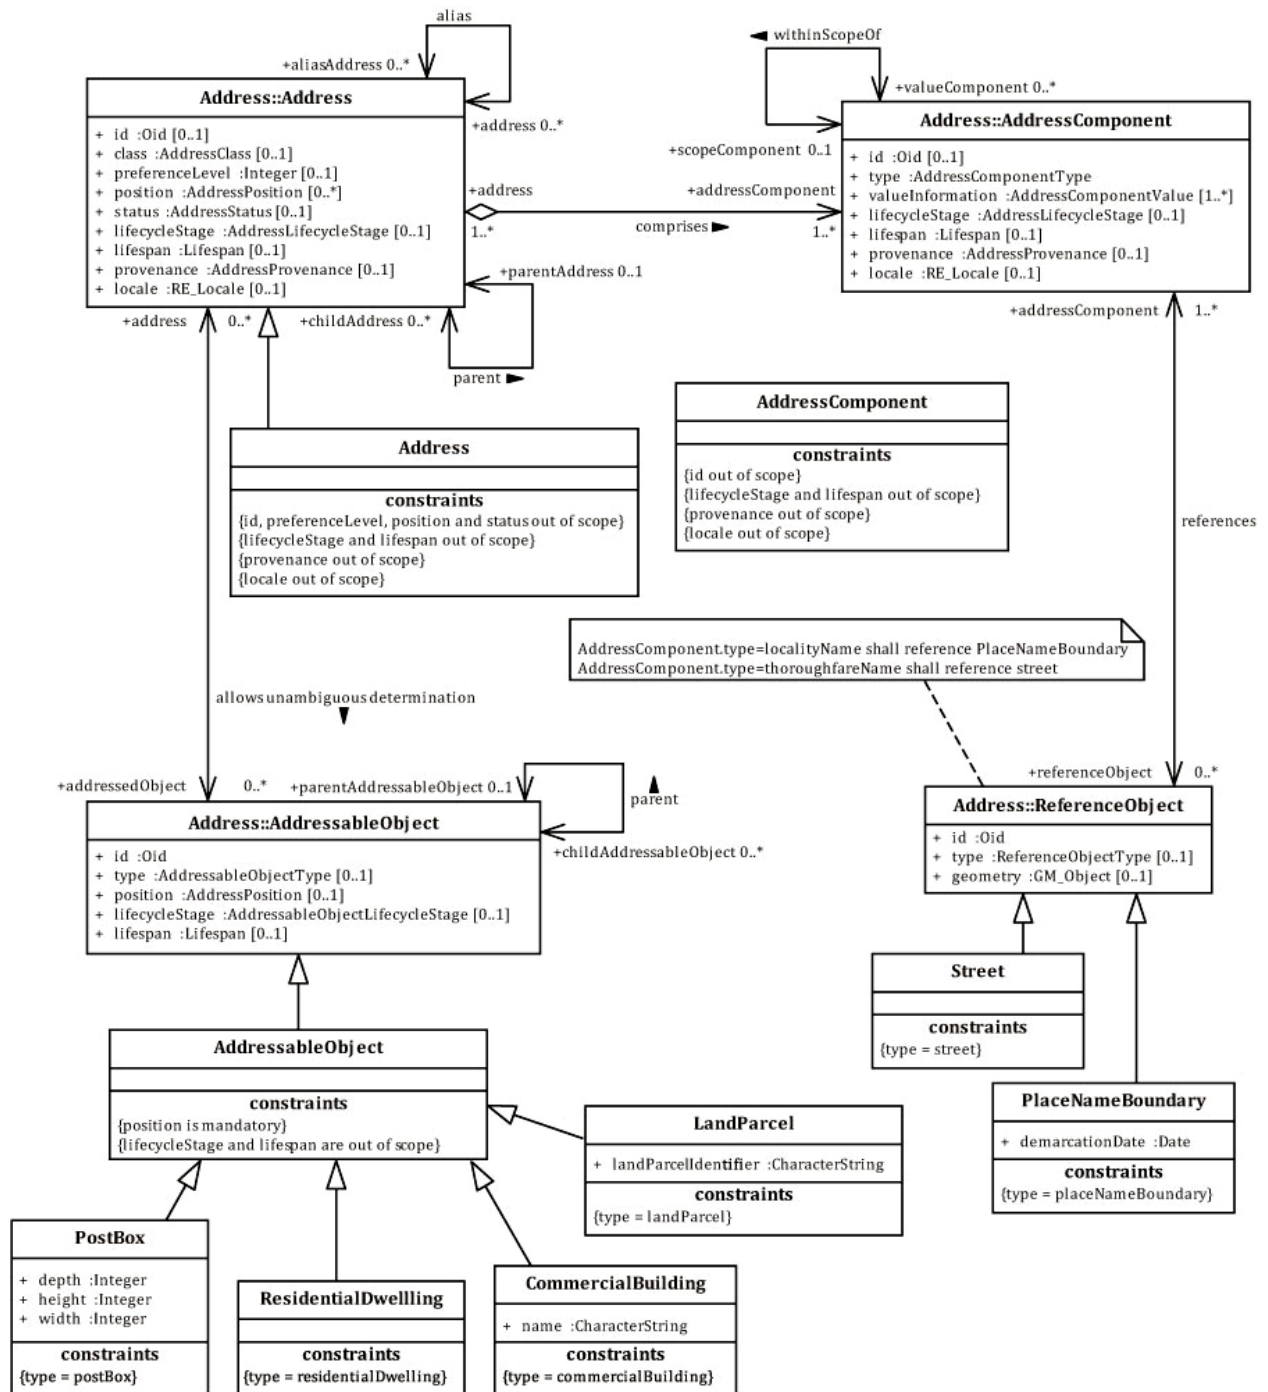 alias
+aliasAddress 0..*
Address::Address
+ id :Oid [0..1]
+ class :AddressClass [0..1]
+ preferenceLevel :Integer [0..1]
+ position :AddressPosition [0..*]
+ status :AddressStatus [0..1]
+ lifecycleStage :AddressLifecycleStage [0..1]
+ lifespan :Lifespan [0..1]
+ provenance :AddressProvenance [0..1]
+ locale :RE_Locale [0..1]
+address 0..*
+address
1..*
comprises
+addressComponent
1..*
withinScopeOf
+valueComponent 0..*
+scopeComponent 0..1
Address::AddressComponent
+ id :Oid [0..1]
+ type :AddressComponentType
+ valueInformation :AddressComponentValue [1..*]
+ lifecycleStage :AddressLifecycleStage [0..1]
+ lifespan :Lifespan [0..1]
+ provenance :AddressProvenance [0..1]
+ locale :RE_Locale [0..1]
+parentAddress 0..1
+address 0..*
+childAddress 0..*
parent
+addressComponent 1..*
Address
constraints
{id, preferenceLevel, position and status out of scope}
{lifecycleStage and lifespan out of scope}
{provenance out of scope}
{locale out of scope}
AddressComponent
constraints
{id out of scope}
{lifecycleStage and lifespan out of scope}
{provenance out of scope}
{locale out of scope}
references
AddressComponent.type=localityName shall reference PlaceNameBoundary
AddressComponent.type=thoroughfareName shall reference street
allows unambiguous determination
+addressedObject 0..*
+parentAddressableObject 0..1
parent
+childAddressableObject 0..*
+referenceObject 0..*
Address::AddressableObject
+ id :Oid
+ type :AddressableObjectType [0..1]
+ position :AddressPosition [0..1]
+ lifecycleStage :AddressableObjectLifecycleStage [0..1]
+ lifespan :Lifespan [0..1]
Address::ReferenceObject
+ id :Oid
+ type :ReferenceObjectType [0..1]
+ geometry :GM_Object [0..1]
Street
constraints
{type = street}
AddressableObject
constraints
{position is mandatory}
{lifecycleStage and lifespan are out of scope}
PlaceNameBoundary
+ demarcationDate :Date
constraints
{type = placeNameBoundary}
LandParcel
+ landParcelIdentifier :CharacterString
constraints
{type = landParcel}
PostBox
+ depth :Integer
+ height :Integer
+ width :Integer
constraints
{type = postBox}
ResidentialDwellling
constraints
{type = residentialDwelling}
CommercialBuilding
+ name :CharacterString
constraints
{type = commercialBuilding}